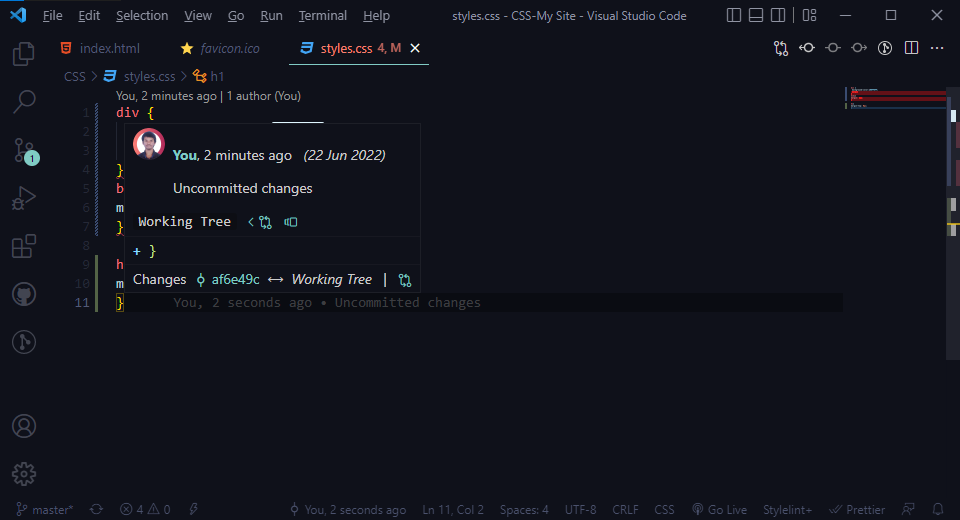 File Edit Selection View Go Run Terminal Help styles.css - CSS-My Site - Visual Studio Code
index.html favicon.ico styles.css 4, M
CSS > styles.css > h1
You, 2 minutes ago | 1 author (You)
1 div {
2
3
4 }
5 b
6 m
7 }
8
9 h
10 m
11 } You, 2 seconds ago • Uncommitted changes
You, 2 minutes ago (22 Jun 2022)
Uncommitted changes
Working Tree
+ }
Changes af6e49c ↔ Working Tree |
1
master* 4 0 You, 2 seconds ago Ln 11, Col 2 Spaces: 4 UTF-8 CRLF CSS Go Live Stylelint+ Prettier